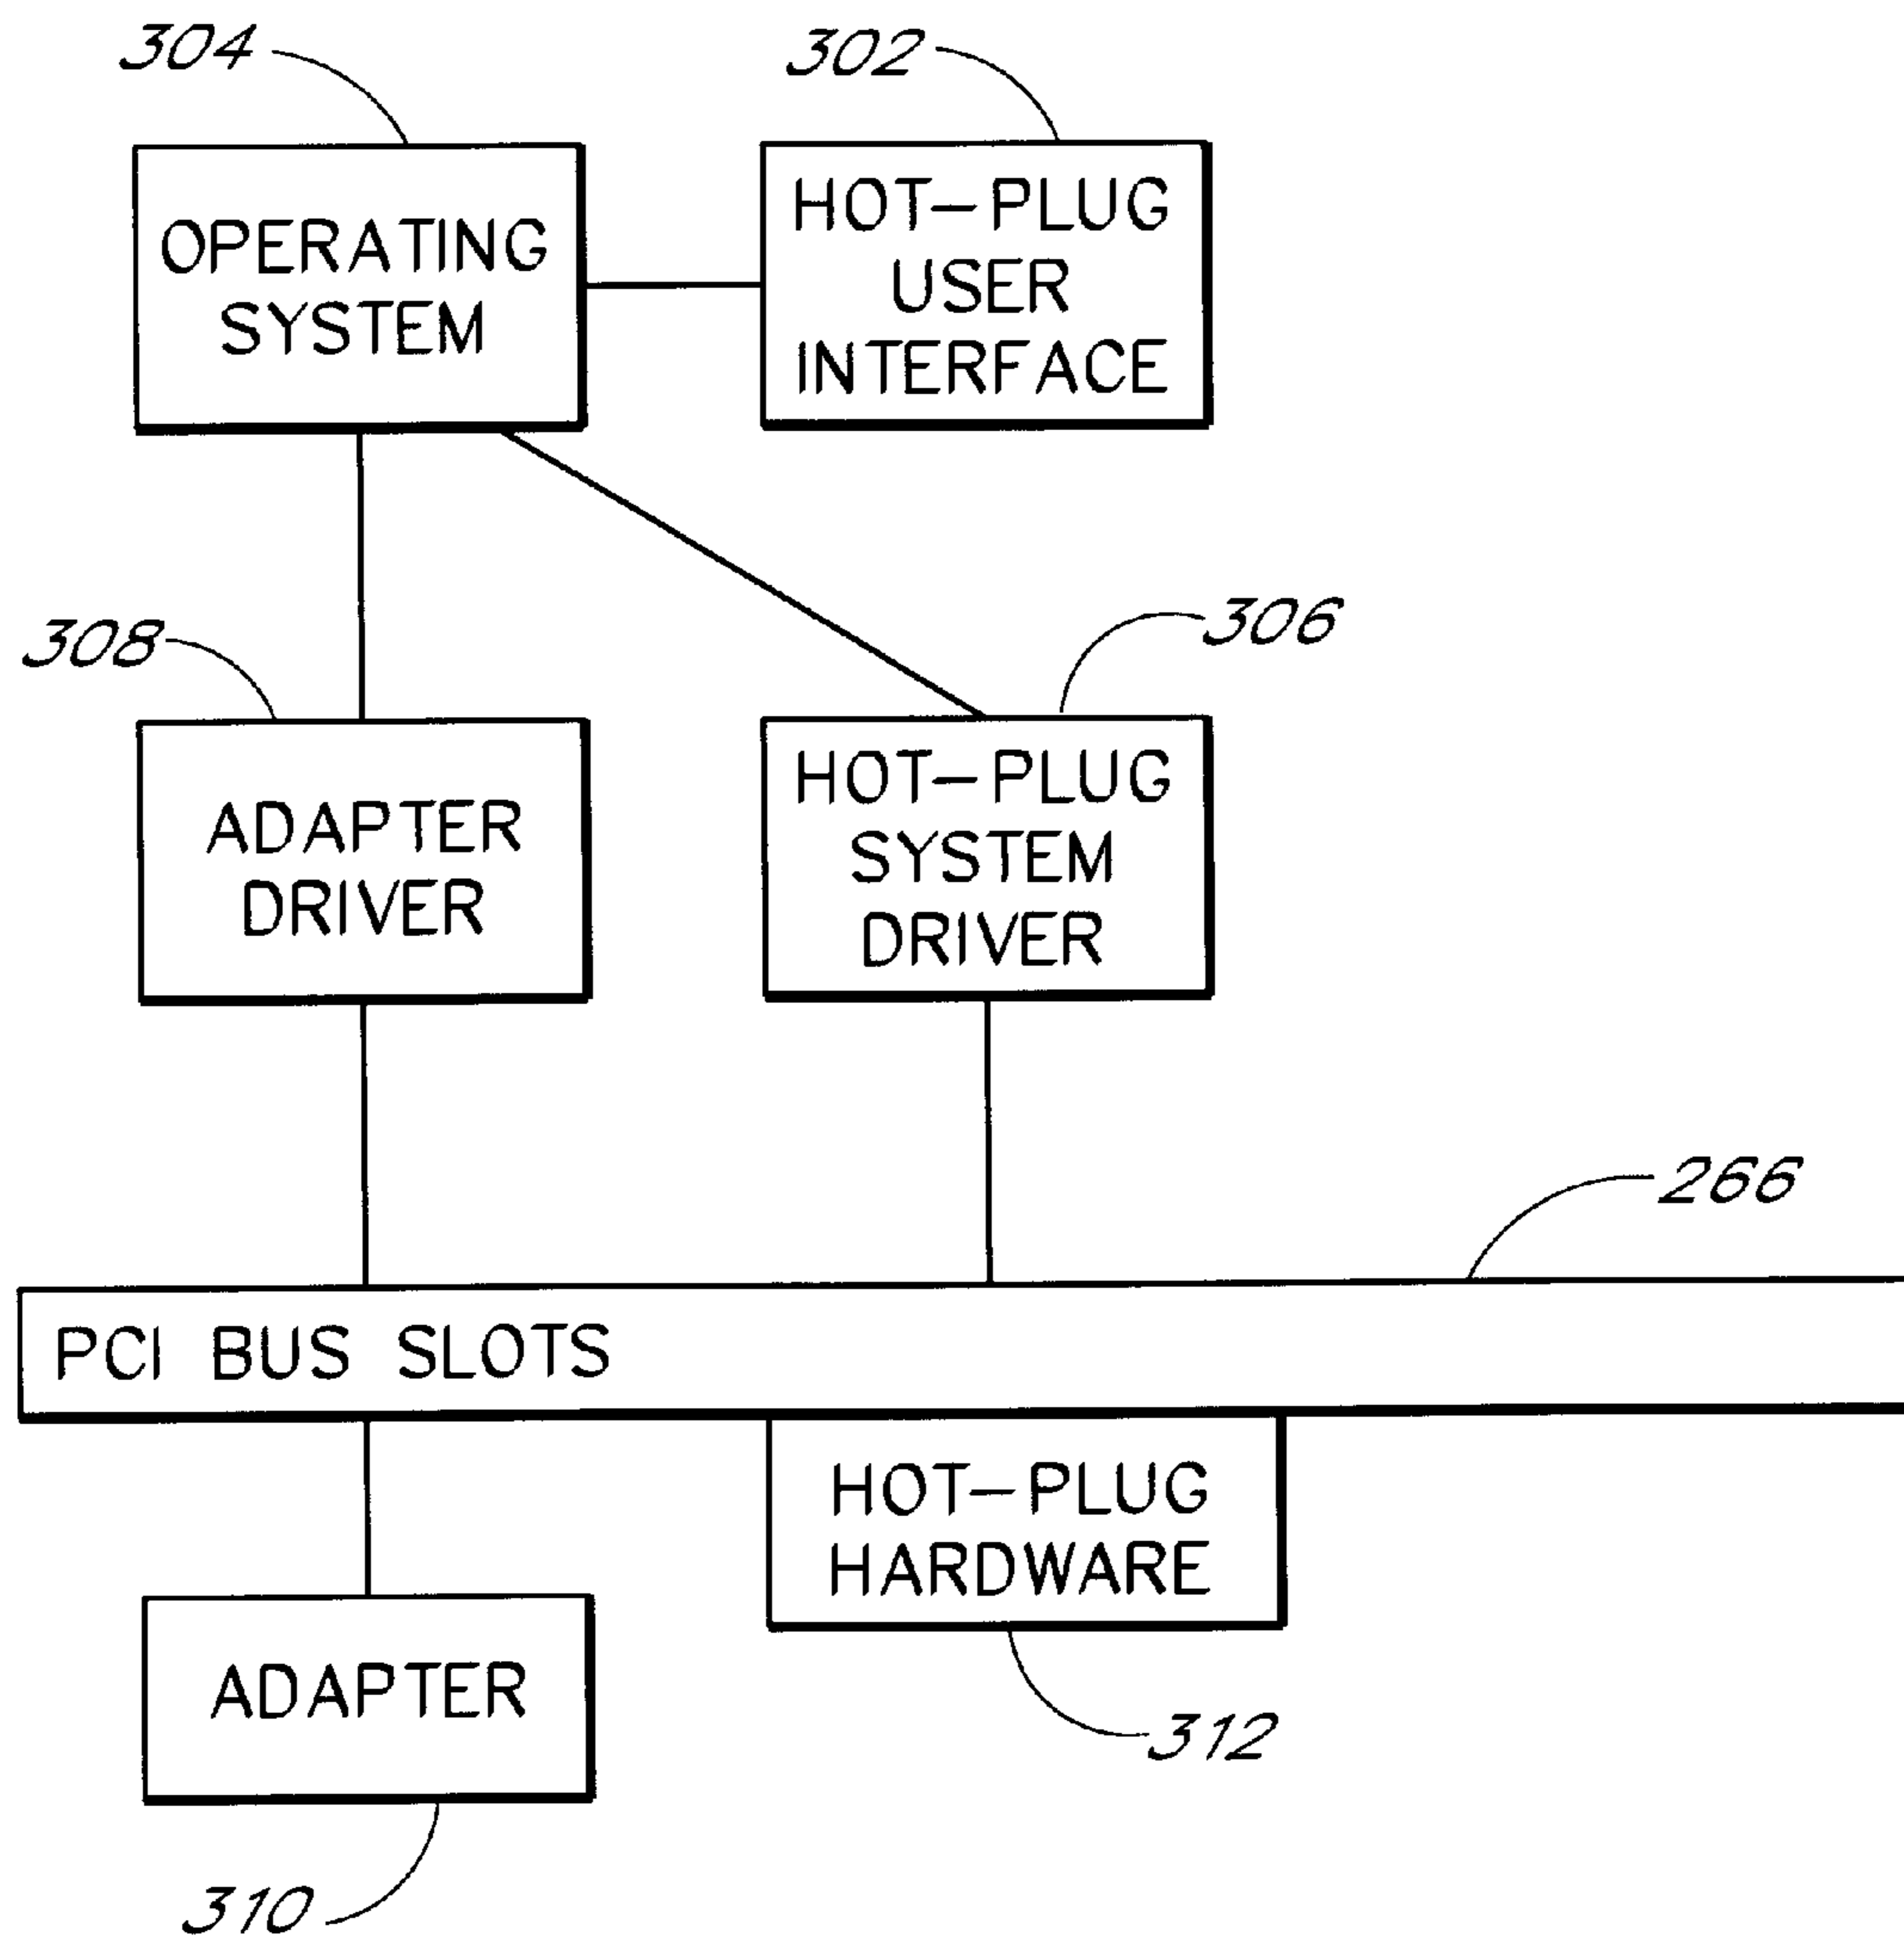 304
302
OPERATING
SYSTEM
HOT-PLUG
USER
INTERFACE
308
306
ADAPTER
DRIVER
HOT-PLUG
SYSTEM
DRIVER
266
PCI BUS SLOTS
HOT-PLUG
HARDWARE
ADAPTER
312
310